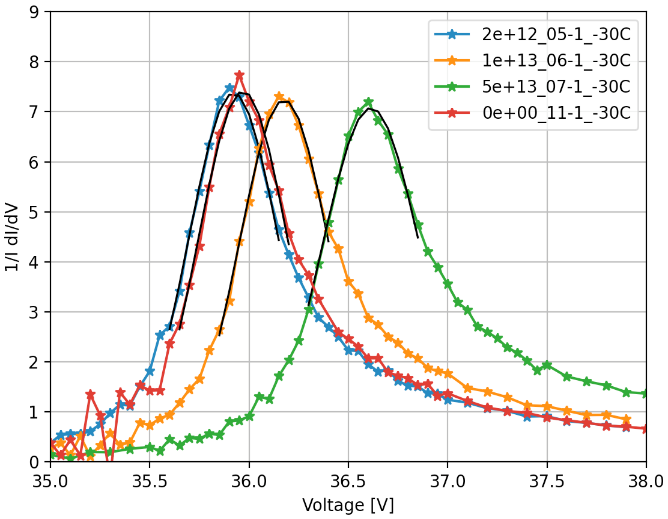 9
8
7
6
5
4
3
2
1
0
1/I dI/dV
2e+12_05-1_-30C
1e+13_06-1_-30C
5e+13_07-1_-30C
0e+00_11-1_-30C
35.0 35.5 36.0 36.5 37.0 37.5 38.0
Voltage [V]